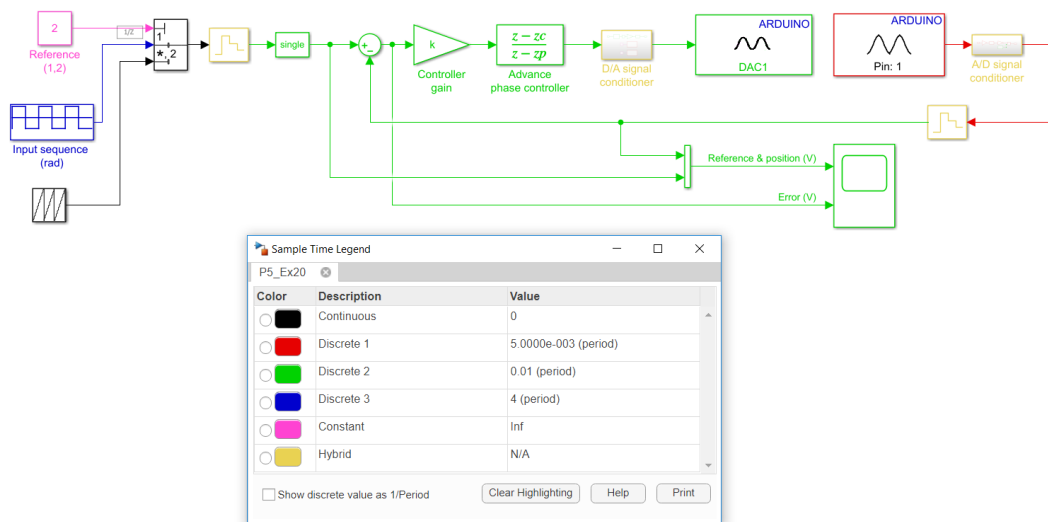 2
Reference
(1,2)
1/z
1
*, 2
single
+
−
k
Controller
gain
z − zc
z − zp
Advance
phase controller
D/A signal
conditioner
ARDUINO
DAC1
ARDUINO
Pin: 1
A/D signal
conditioner
Input sequence
(rad)
Reference & position (V)
Error (V)
Sample Time Legend
P5_Ex20
Color Description Value
Continuous 0
Discrete 1 5.0000e-003 (period)
Discrete 2 0.01 (period)
Discrete 3 4 (period)
Constant Inf
Hybrid N/A
Show discrete value as 1/Period
Clear Highlighting
Help
Print